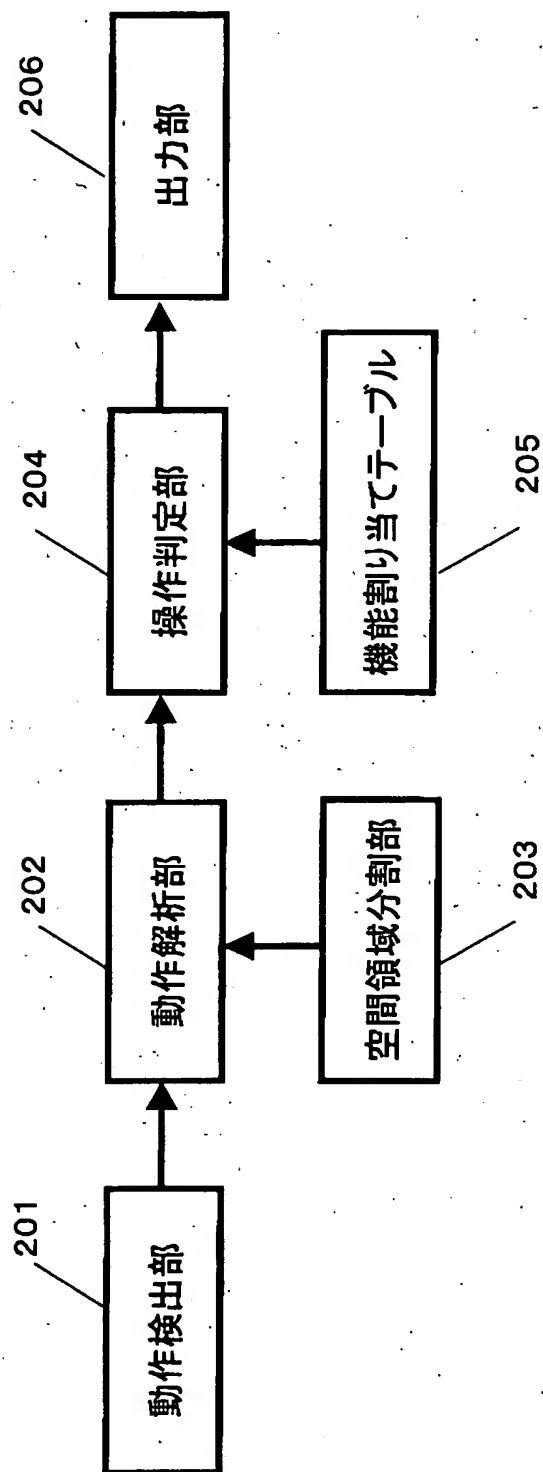 201
動作検出部
202
動作解析部
203
空間領域分割部
204
操作判定部
205
機能割り当てテーブル
206
出力部